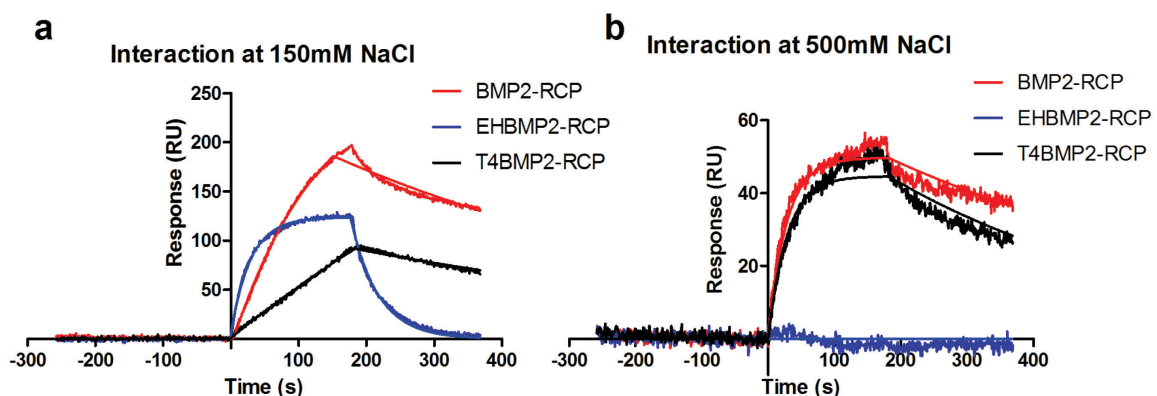 a
Interaction at 150mM NaCl
BMP2-RCP
EHBMP2-RCP
T4BMP2-RCP
Response (RU)
250
200
150
100
50
-300
-200
-100
0
100
200
300
400
Time (s)
b
Interaction at 500mM NaCl
BMP2-RCP
EHBMP2-RCP
T4BMP2-RCP
Response (RU)
60
40
20
-300
-200
-100
0
100
200
300
400
Time (s)